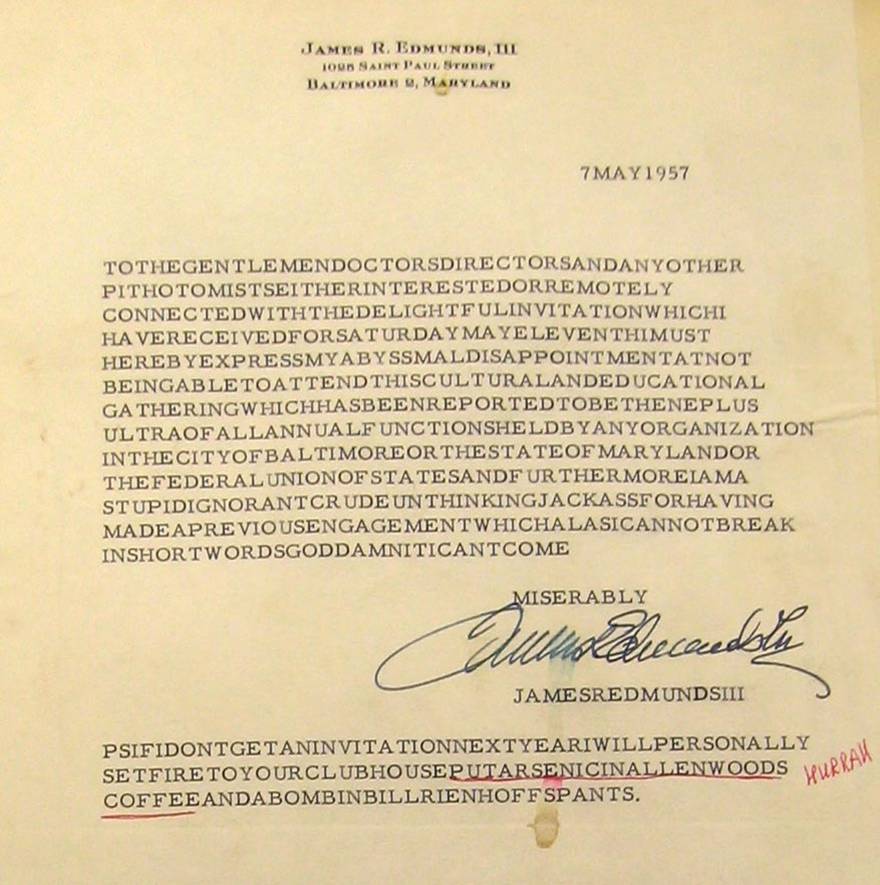 JAMES R. EDMUNDS, III
1025 SAINT PAUL STREET
BALTIMORE 2, MARYLAND
7MAY1957
TOTHEGENTLEMENDOCTORSDIRECTORSANDANYOTHER
PITHOTOMISTSEITHERINTERESTEDORREMOTELY
CONNECTEDWITHTHEDELIGHTFULINVITATIONWHICHI
HAVERECEIVEDFORSATURDAYMAYELEVENTHIMUST
HEREBYEXPRESSMYABYSSMALDISAPPOINTMENTATNOT
BEINGABLETOATTENDTHISCULTURALANDEDUCATIONAL
GATHERINGWHICHHASBEENREPORTEDTOBETHENEPLUS
ULTRAOFALLANNUALFUNCTIONSHELDBYANYORGANIZATION
INTHECITYOFBALTIMOREORTHESTATEOFMARYLANDOR
THEFEDERALUNIONOFSTATESANDFURTHERMOREIAMA
STUPIDIGNORANTCRUDEUNTHINKINGJACKASSFORHAVING
MADEAPREVIOUSENGAGEMENTWHICHALASICANNOTBREAK
INSHORTWORDSGODDAMNITICANTCOME
MISERABLY
JAMESREDMUNDSIII
PSIFIDONTGETANINVITATIONNEXTYEARIWILLPERSONALLY
SETFIRETOYOURCLUBHOUSEPUTARSENICINALLENWOODS HURRAH
COFFEEANDABOMBINBILLRIENHOFFSPANTS.